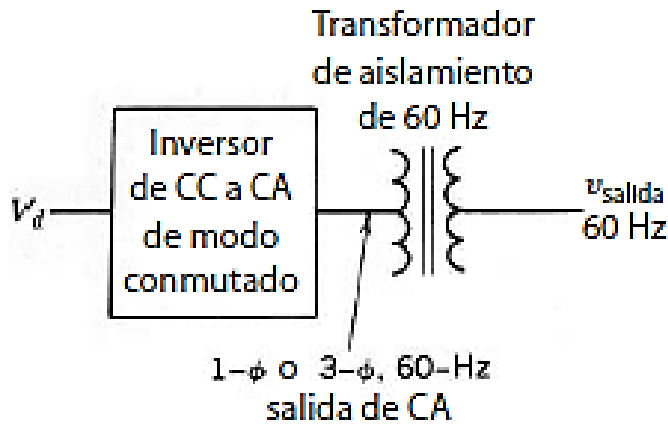 Transformador
de aislamiento
de 60 Hz
Inversor
de CC a CA
de modo
conmutado
V_d
v_salida
60 Hz
1-ϕ o 3-ϕ, 60-Hz
salida de CA